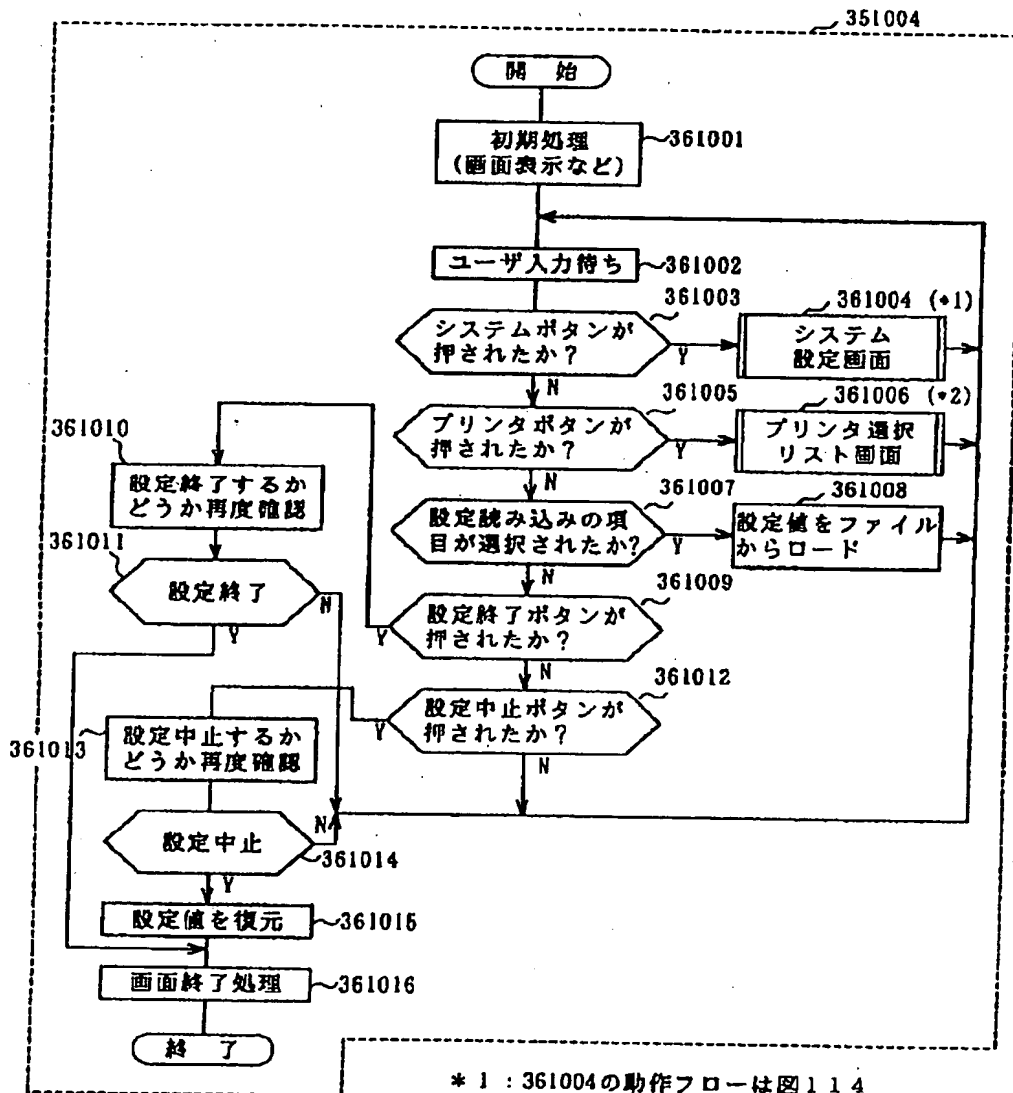 351004
開 始
初期処理
(画面表示など)
361001
ユーザ入力待ち
361002
システムボタンが
押されたか?
361003
Y
N
361004 (*1)
システム
設定画面
プリンタボタンが
押されたか?
361005
Y
N
361006 (*2)
プリンタ選択
リスト画面
設定読み込みの項
目が選択されたか?
361007
Y
N
361008
設定値をファイル
からロード
設定終了ボタンが
押されたか?
361009
Y
N
361010
設定終了するか
どうか再度確認
361011
設定終了
N
Y
設定中止ボタンが
押されたか?
361012
Y
N
361013
設定中止するか
どうか再度確認
設定中止
N
361014
Y
設定値を復元
361015
画面終了処理
361016
終 了
*1:361004の動作フローは図114